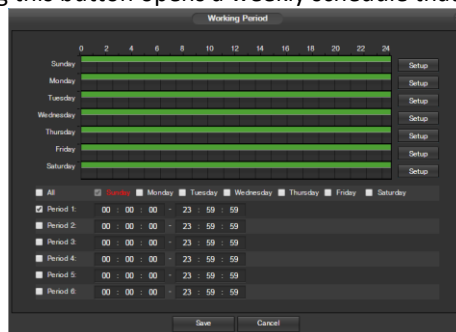 this button opens a weekly schedule
Working Period
0 2 4 6 8 10 12 14 16 18 20 22 24
Sunday Setup
Monday Setup
Tuesday Setup
Wednesday Setup
Thursday Setup
Friday Setup
Saturday Setup
All Sunday Monday Tuesday Wednesday Thursday Friday Saturday
Period 1: 00 : 00 : 00 - 23 : 59 : 59
Period 2: 00 : 00 : 00 - 23 : 59 : 59
Period 3: 00 : 00 : 00 - 23 : 59 : 59
Period 4: 00 : 00 : 00 - 23 : 59 : 59
Period 5: 00 : 00 : 00 - 23 : 59 : 59
Period 6: 00 : 00 : 00 - 23 : 59 : 59
Save Cancel